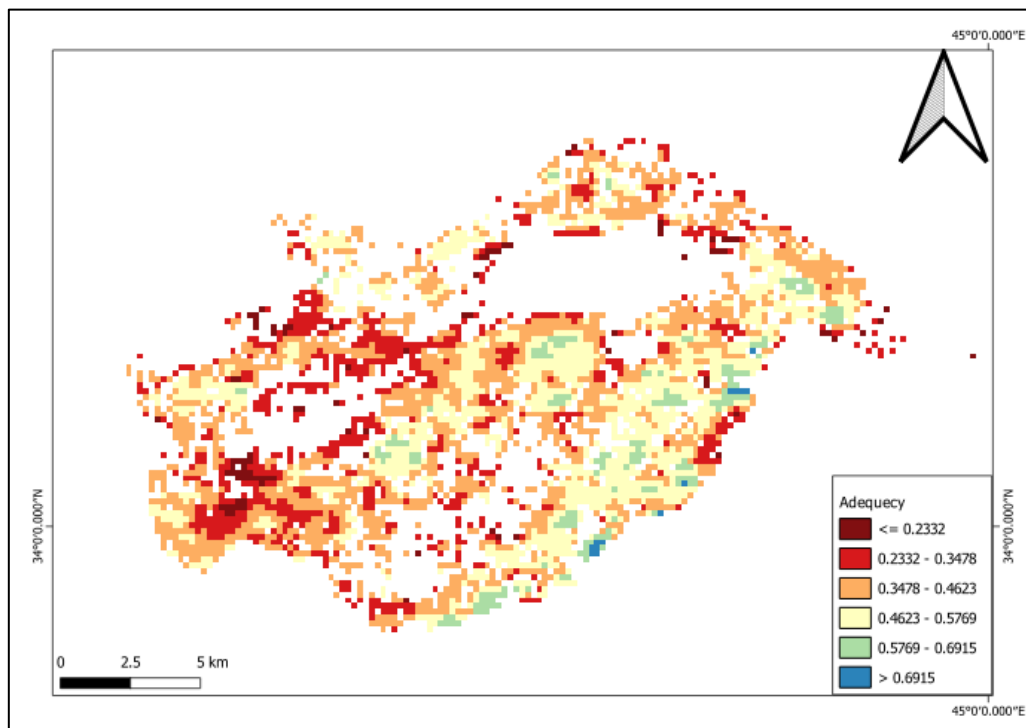 45°0'0.000"E
34°0'0.000"N
34°0'0.000"N
Adequecy
<= 0.2332
0.2332 - 0.3478
0.3478 - 0.4623
0.4623 - 0.5769
0.5769 - 0.6915
> 0.6915
0 2.5 5 km
45°0'0.000"E